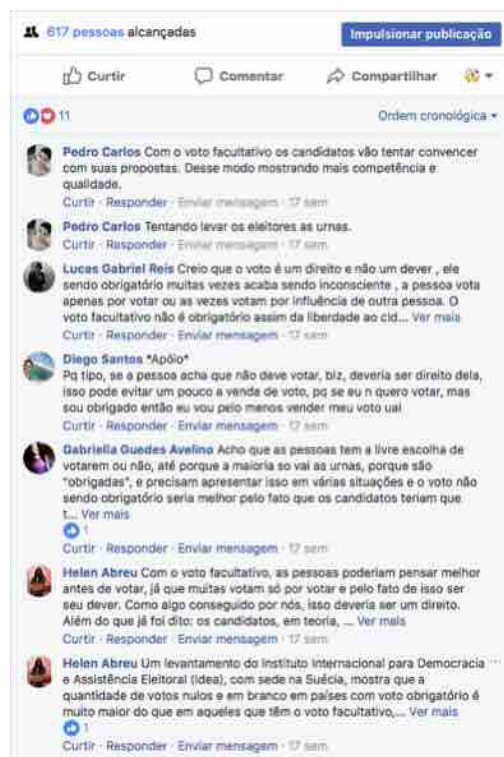 617 pessoas alcançadas
Impulsionar publicação
Curtir
Comentar
Compartilhar
11
Ordem cronológica
Pedro Carlos Com o voto facultativo os candidatos vão tentar convencer
com suas propostas. Desse modo mostrando mais competência e
qualidade.
Curtir · Responder · Enviar mensagem · 17 sem
Pedro Carlos Tentando levar os eleitores as urnas.
Curtir · Responder · Enviar mensagem · 17 sem
Lucas Gabriel Reis Creio que o voto é um direito e não um dever , ele
sendo obrigatório muitas vezes acaba sendo inconsciente , a pessoa vota
apenas por votar ou as vezes votam por influência de outra pessoa. O
voto facultativo não é obrigatório assim da liberdade ao cid... Ver mais
Curtir · Responder · Enviar mensagem · 17 sem
Diego Santos *Apôio*
Pq tipo, se a pessoa acha que não deve votar, blz, deveria ser direito dela,
isso pode evitar um pouco a venda de voto, pq se eu n quero votar, mas
sou obrigado então eu vou pelo menos vender meu voto uai
Curtir · Responder · Enviar mensagem · 17 sem
Gabriella Guedes Avelino Acho que as pessoas tem a livre escolha de
votarem ou não, até porque a maioria so vai as urnas, porque são
"obrigadas", e precisam apresentar isso em várias situações e o voto não
sendo obrigatório seria melhor pelo fato que os candidatos teriam que
t... Ver mais
1
Curtir · Responder · Enviar mensagem · 17 sem
Helen Abreu Com o voto facultativo, as pessoas poderiam pensar melhor
antes de votar, já que muitas votam só por votar e pelo fato de isso ser
seu dever. Como algo conseguido por nós, isso deveria ser um direito.
Além do que já foi dito: os candidatos, em teoria, ... Ver mais
Curtir · Responder · Enviar mensagem · 17 sem
Helen Abreu Um levantamento do Instituto Internacional para Democracia
e Assistência Eleitoral (Idea), com sede na Suécia, mostra que a
quantidade de votos nulos e em branco em países com voto obrigatório é
muito maior do que em aqueles que têm o voto facultativo,... Ver mais
1
Curtir · Responder · Enviar mensagem · 17 sem